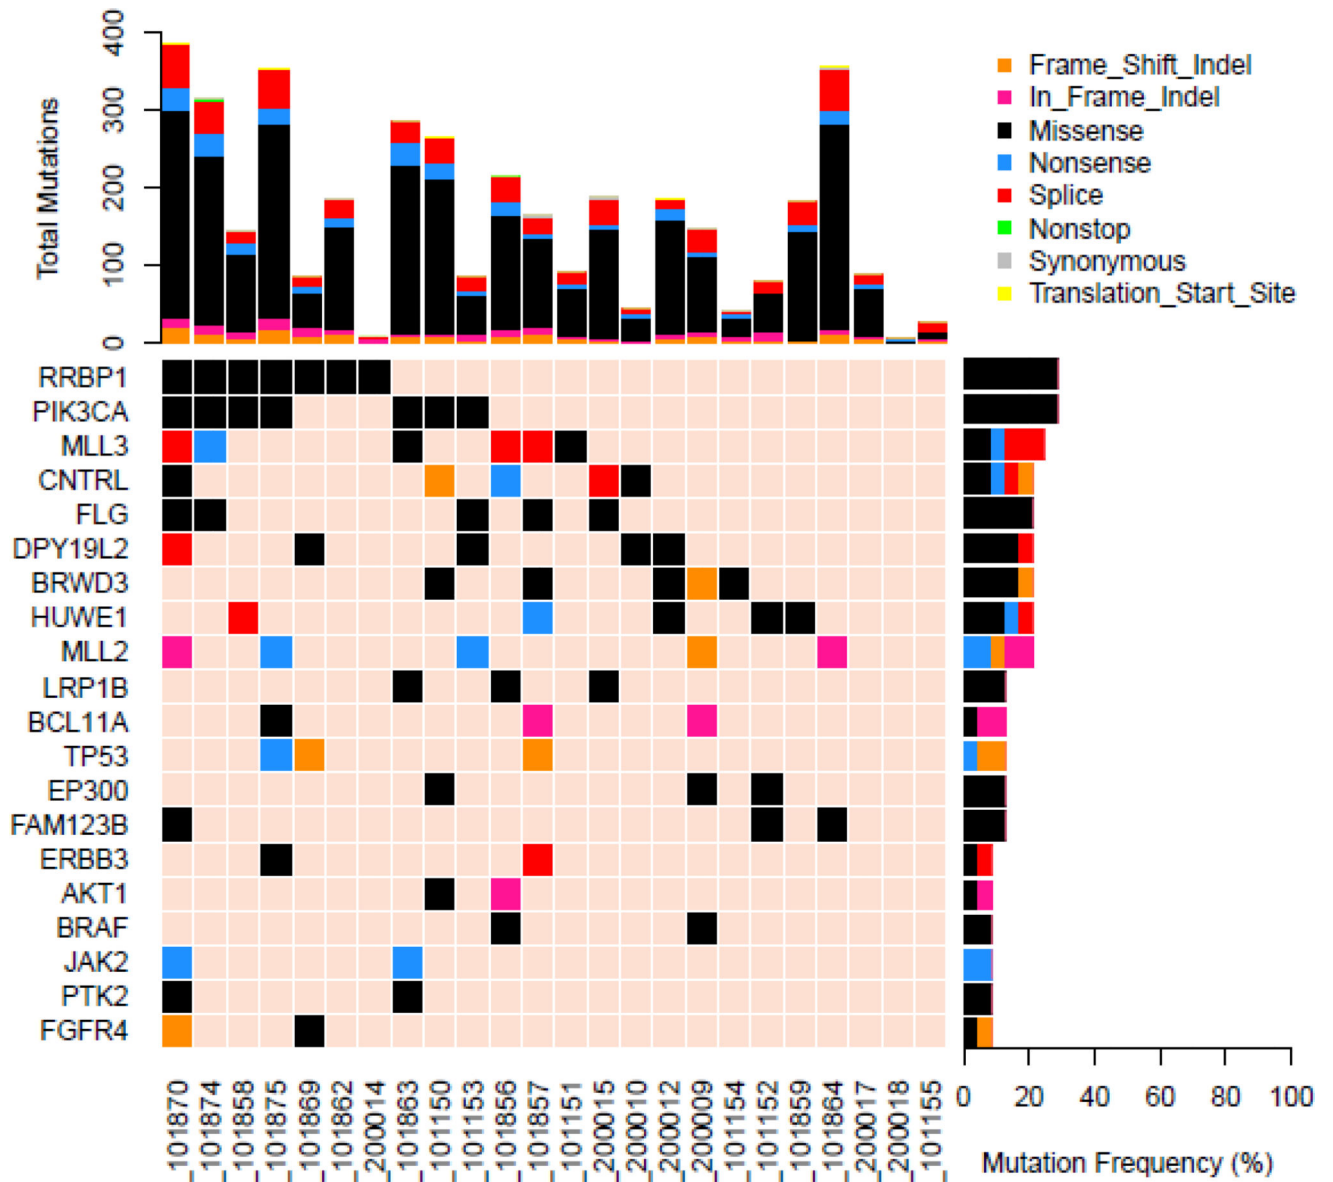 Total Mutations
400
300
200
100
0
Frame_Shift_Indel
In_Frame_Indel
Missense
Nonsense
Splice
Nonstop
Synonymous
Translation_Start_Site
RRBP1
PIK3CA
MLL3
CNTRL
FLG
DPY19L2
BRWD3
HUWE1
MLL2
LRP1B
BCL11A
TP53
EP300
FAM123B
ERBB3
AKT1
BRAF
JAK2
PTK2
FGFR4
_101870
_101874
_101858
_101875
_101869
_101862
_200014
_101863
_101150
_101153
_101856
_101857
_101151
_200015
_200010
_200012
_200009
_101154
_101152
_101859
_101864
_200017
_200018
_101155
0 20 40 60 80 100
Mutation Frequency (%)